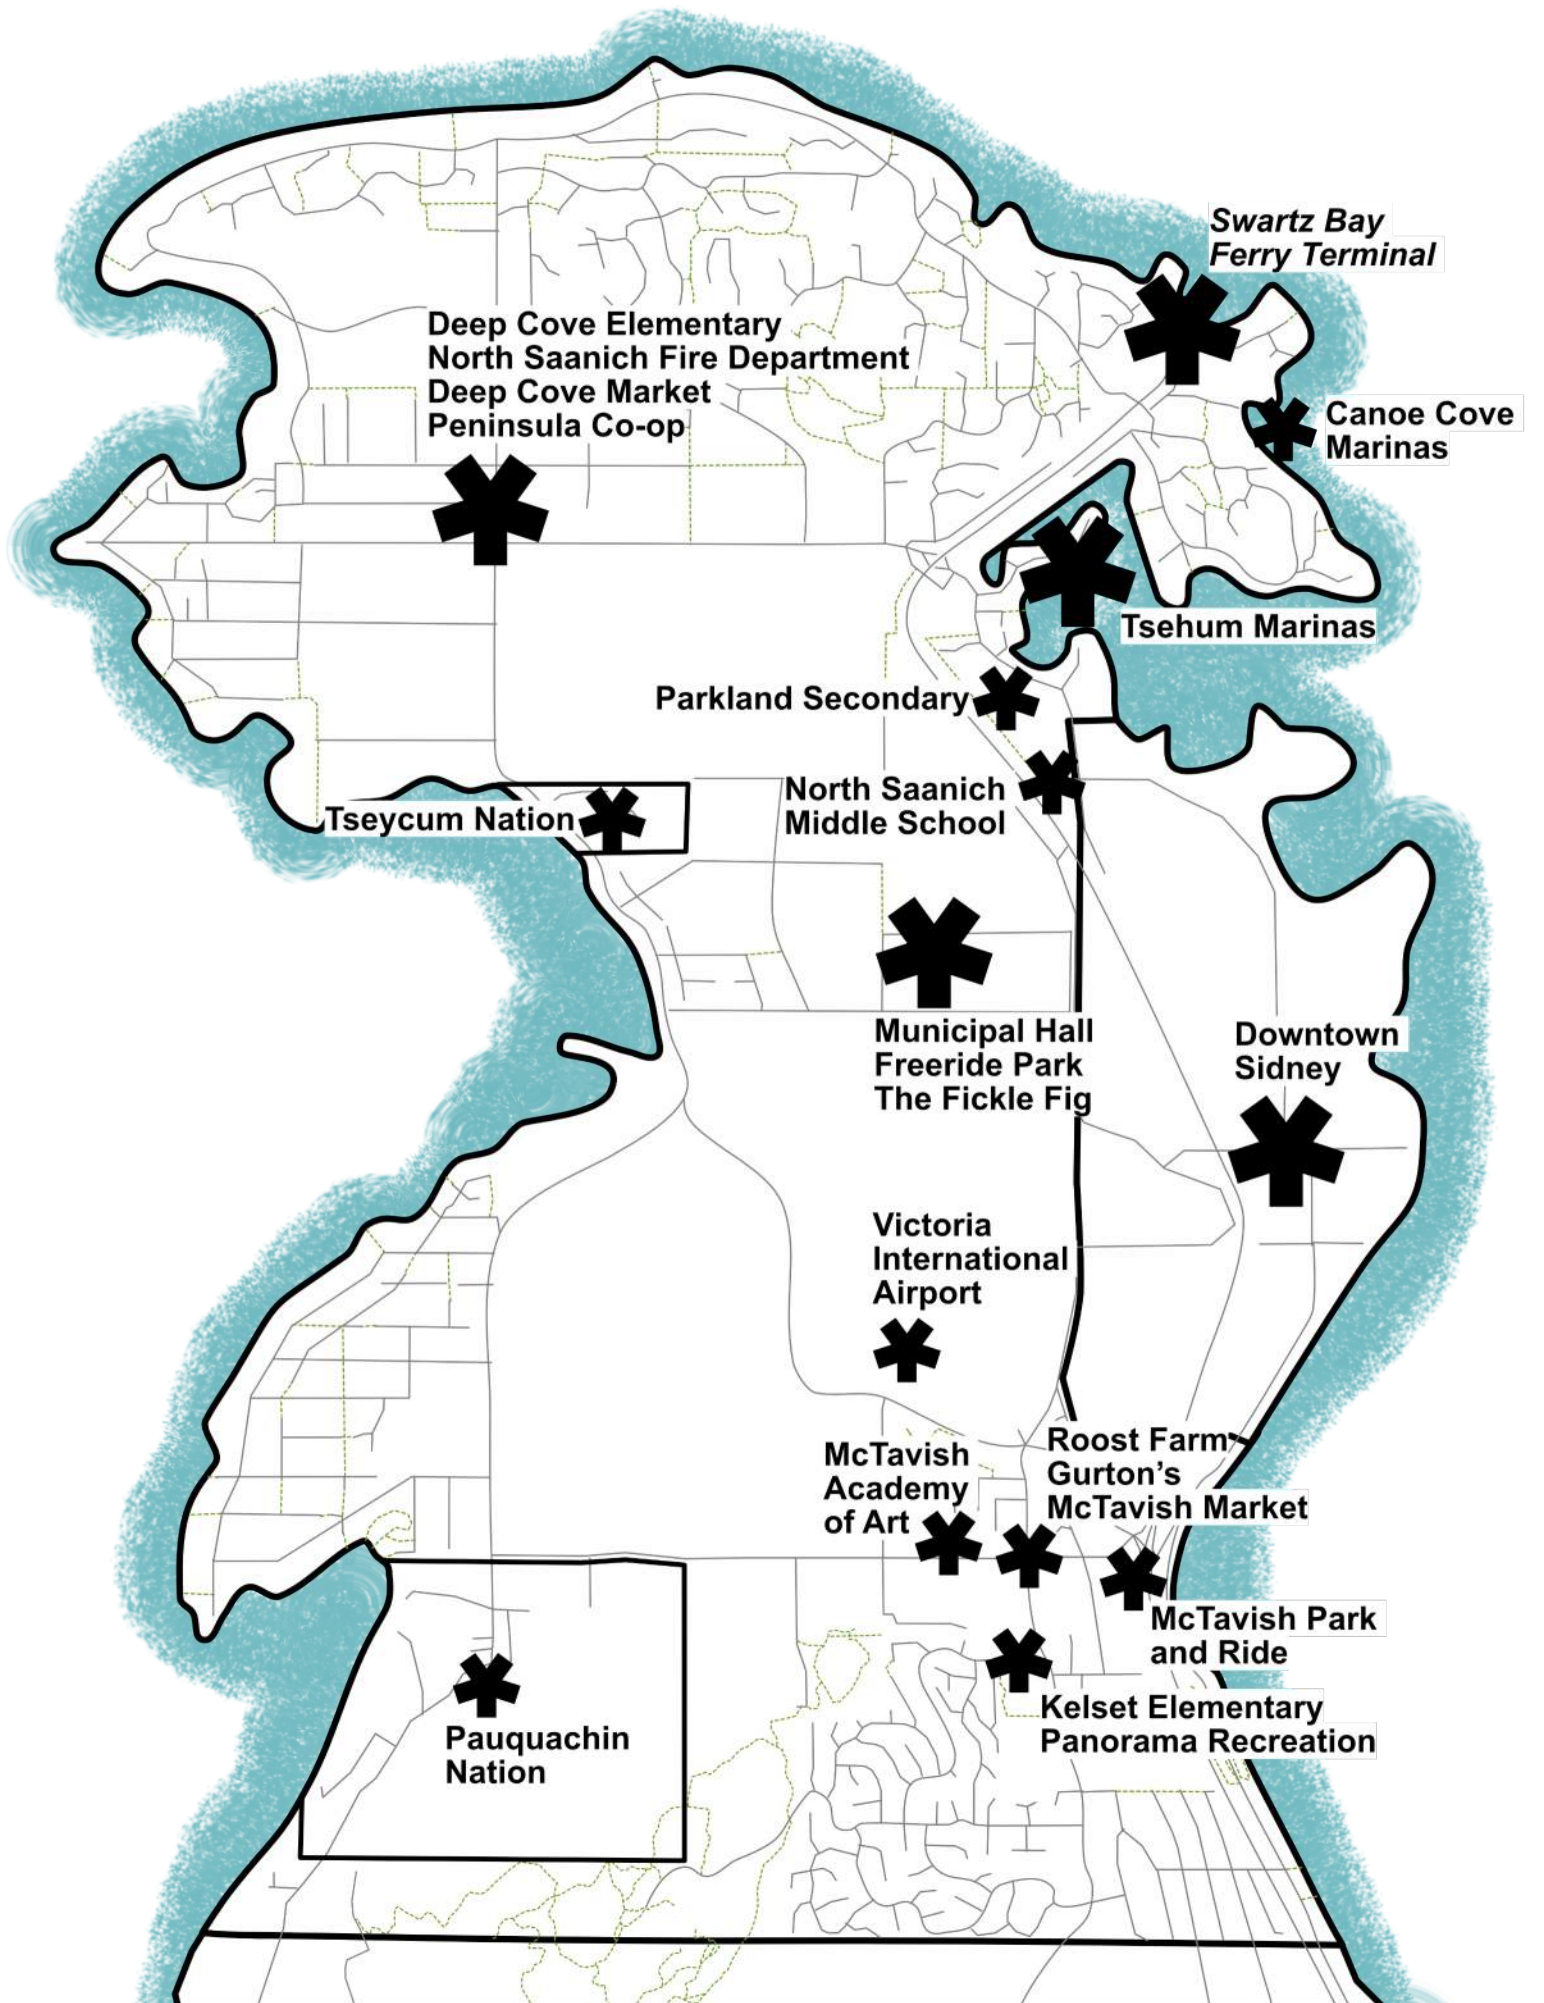 Swartz Bay
Ferry Terminal
Deep Cove Elementary
North Saanich Fire Department
Deep Cove Market
Peninsula Co-op
Canoe Cove
Marinas
Tsehum Marinas
Parkland Secondary
North Saanich
Middle School
Tseycum Nation
Municipal Hall
Freeride Park
The Fickle Fig
Downtown
Sidney
Victoria
International
Airport
McTavish
Academy
of Art
Roost Farm
Gurton's
McTavish Market
McTavish Park
and Ride
Kelset Elementary
Panorama Recreation
Pauquachin
Nation